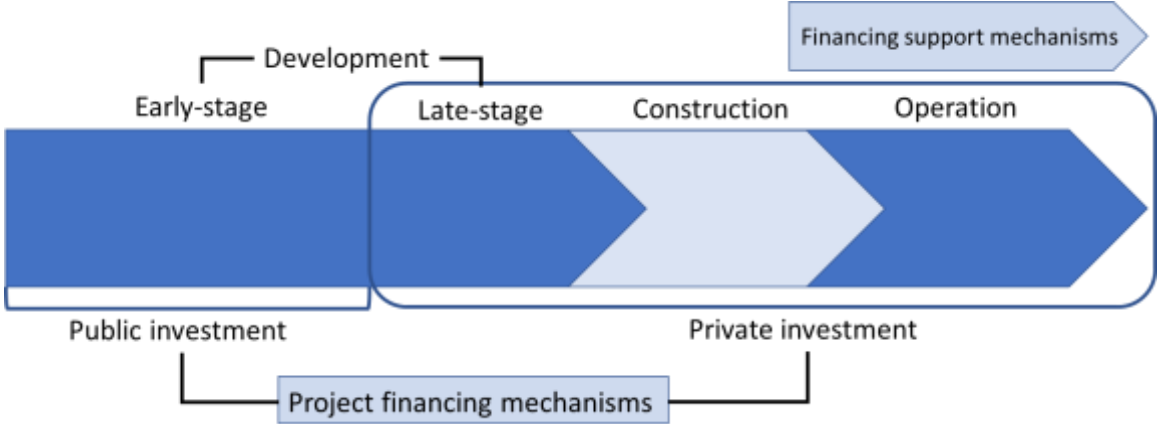 Financing support mechanisms
Development
Early-stage
Late-stage
Construction
Operation
Public investment
Private investment
Project financing mechanisms